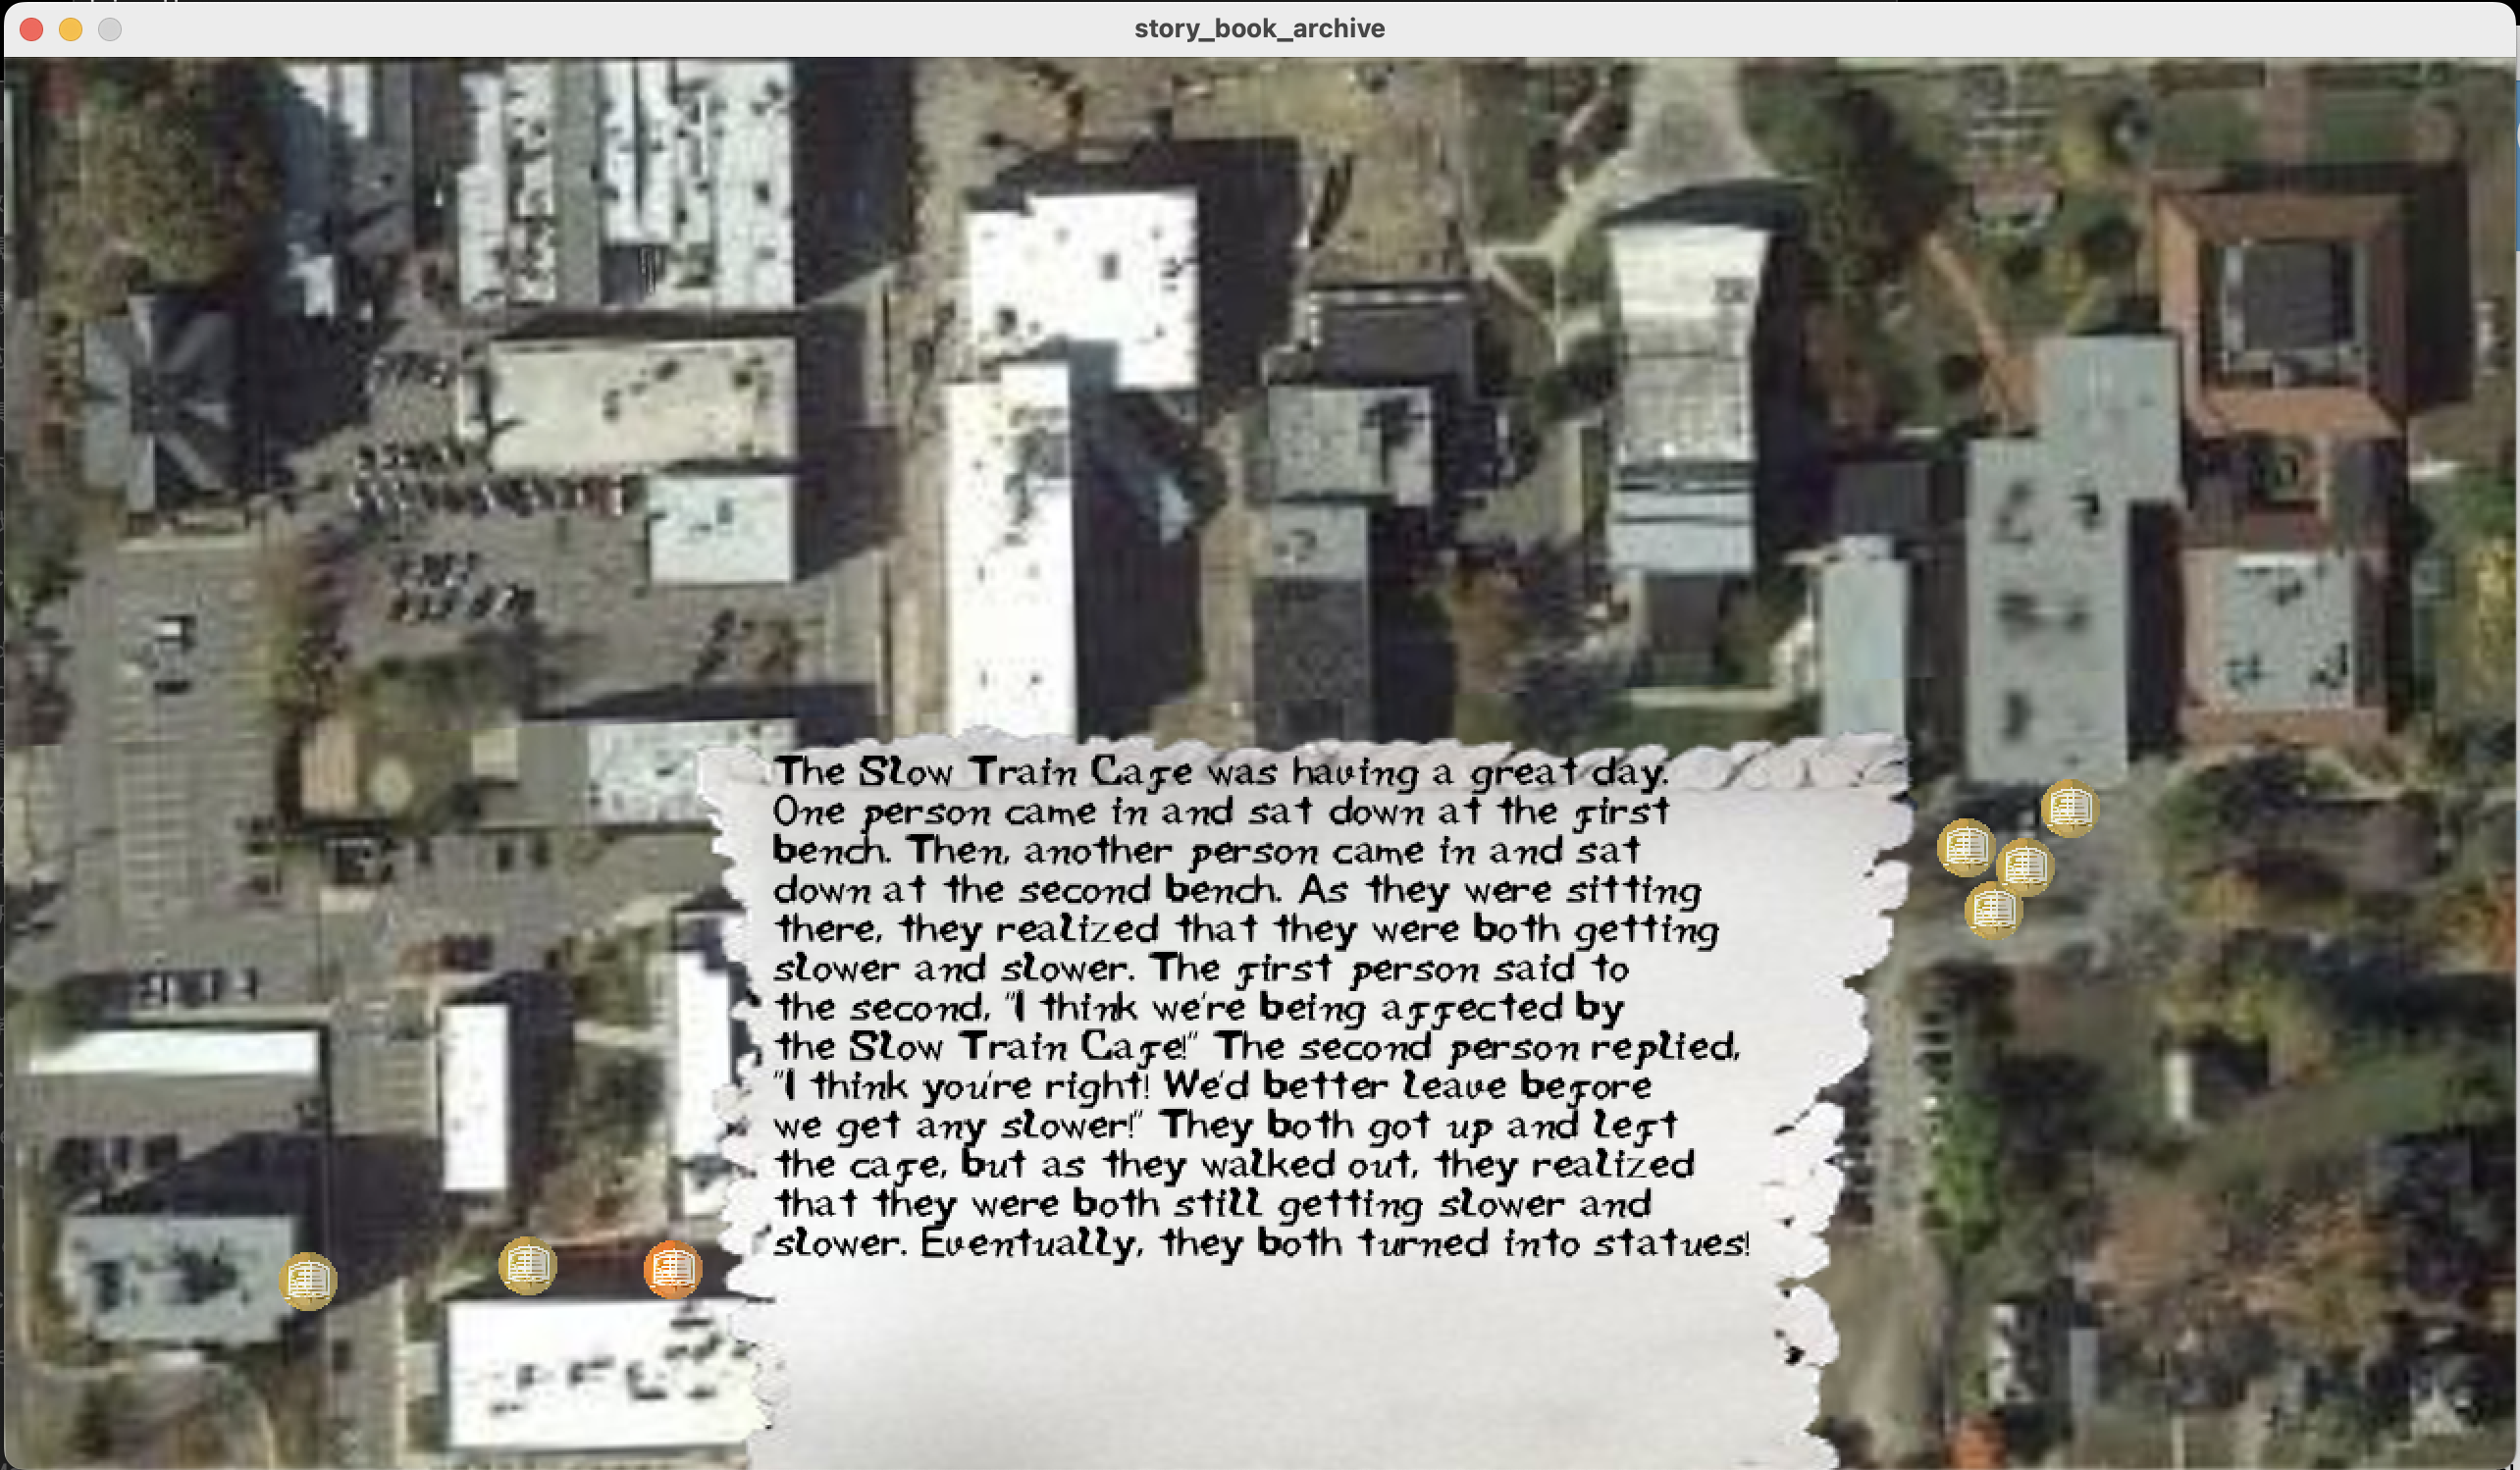 story_book_archive
The Slow Train Cafe was having a great day.
One person came in and sat down at the first
bench. Then, another person came in and sat
down at the second bench. As they were sitting
there, they realized that they were both getting
slower and slower. The first person said to
the second, "I think we're being affected by
the Slow Train Cafe!" The second person replied,
"I think you're right! We'd better leave before
we get any slower!" They both got up and left
the cafe, but as they walked out, they realized
that they were both still getting slower and
slower. Eventually, they both turned into statues!